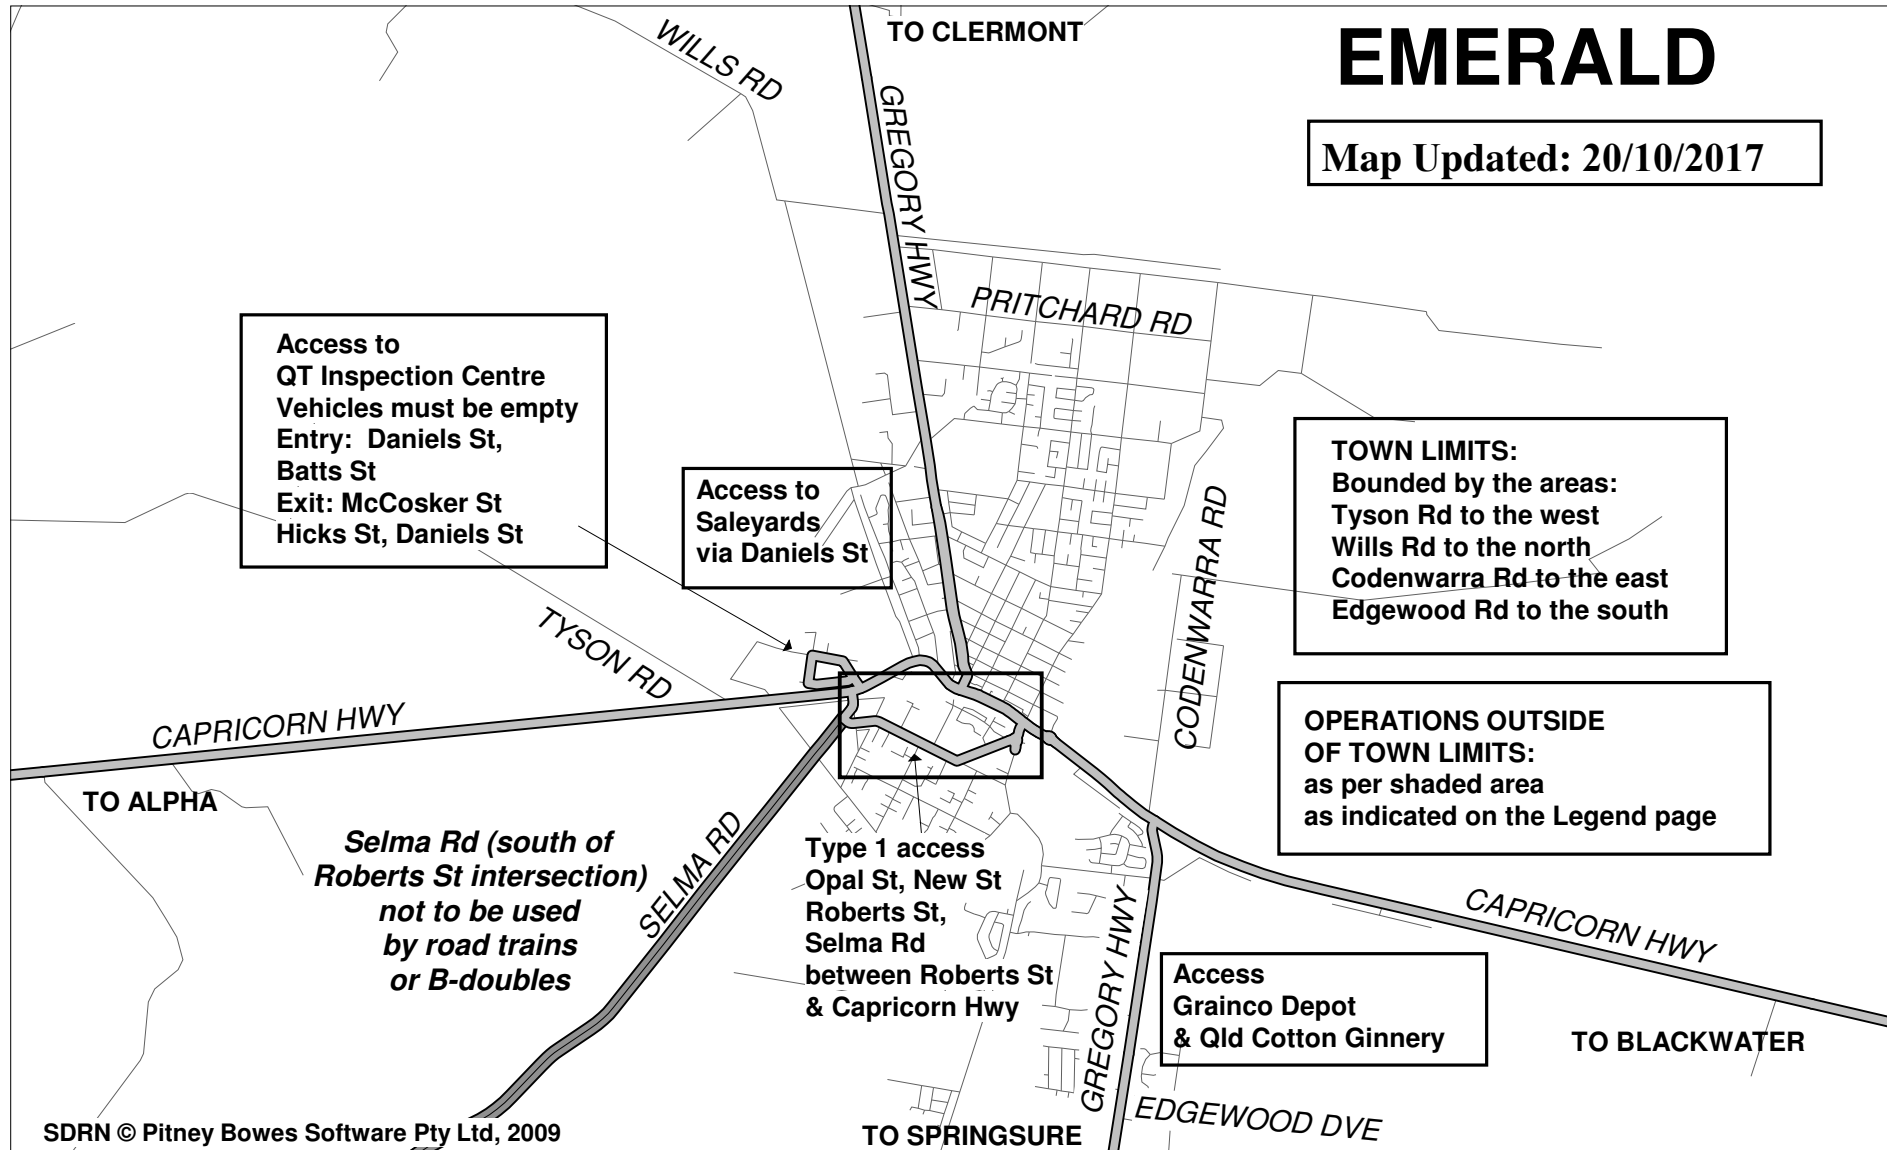 TO CLERMONT
EMERALD
Map Updated: 20/10/2017
WILLS RD
GREGORY HWY
PRITCHARD RD
Access to
QT Inspection Centre
Vehicles must be empty
Entry:  Daniels St,
Batts St
Exit: McCosker St
Hicks St, Daniels St
Access to
Saleyards
via Daniels St
TOWN LIMITS:
Bounded by the areas:
Tyson Rd to the west
Wills Rd to the north
Codenwarra Rd to the east
Edgewood Rd to the south
CODENWARRA RD
TYSON RD
CAPRICORN HWY
TO ALPHA
OPERATIONS OUTSIDE
OF TOWN LIMITS:
as per shaded area
as indicated on the Legend page
Selma Rd (south of
Roberts St intersection)
not to be used
by road trains
or B-doubles
SELMA RD
Type 1 access
Opal St, New St
Roberts St,
Selma Rd
between Roberts St
& Capricorn Hwy
GREGORY HWY
CAPRICORN HWY
Access
Grainco Depot
& Qld Cotton Ginnery
TO BLACKWATER
EDGEWOOD DVE
TO SPRINGSURE
SDRN © Pitney Bowes Software Pty Ltd, 2009